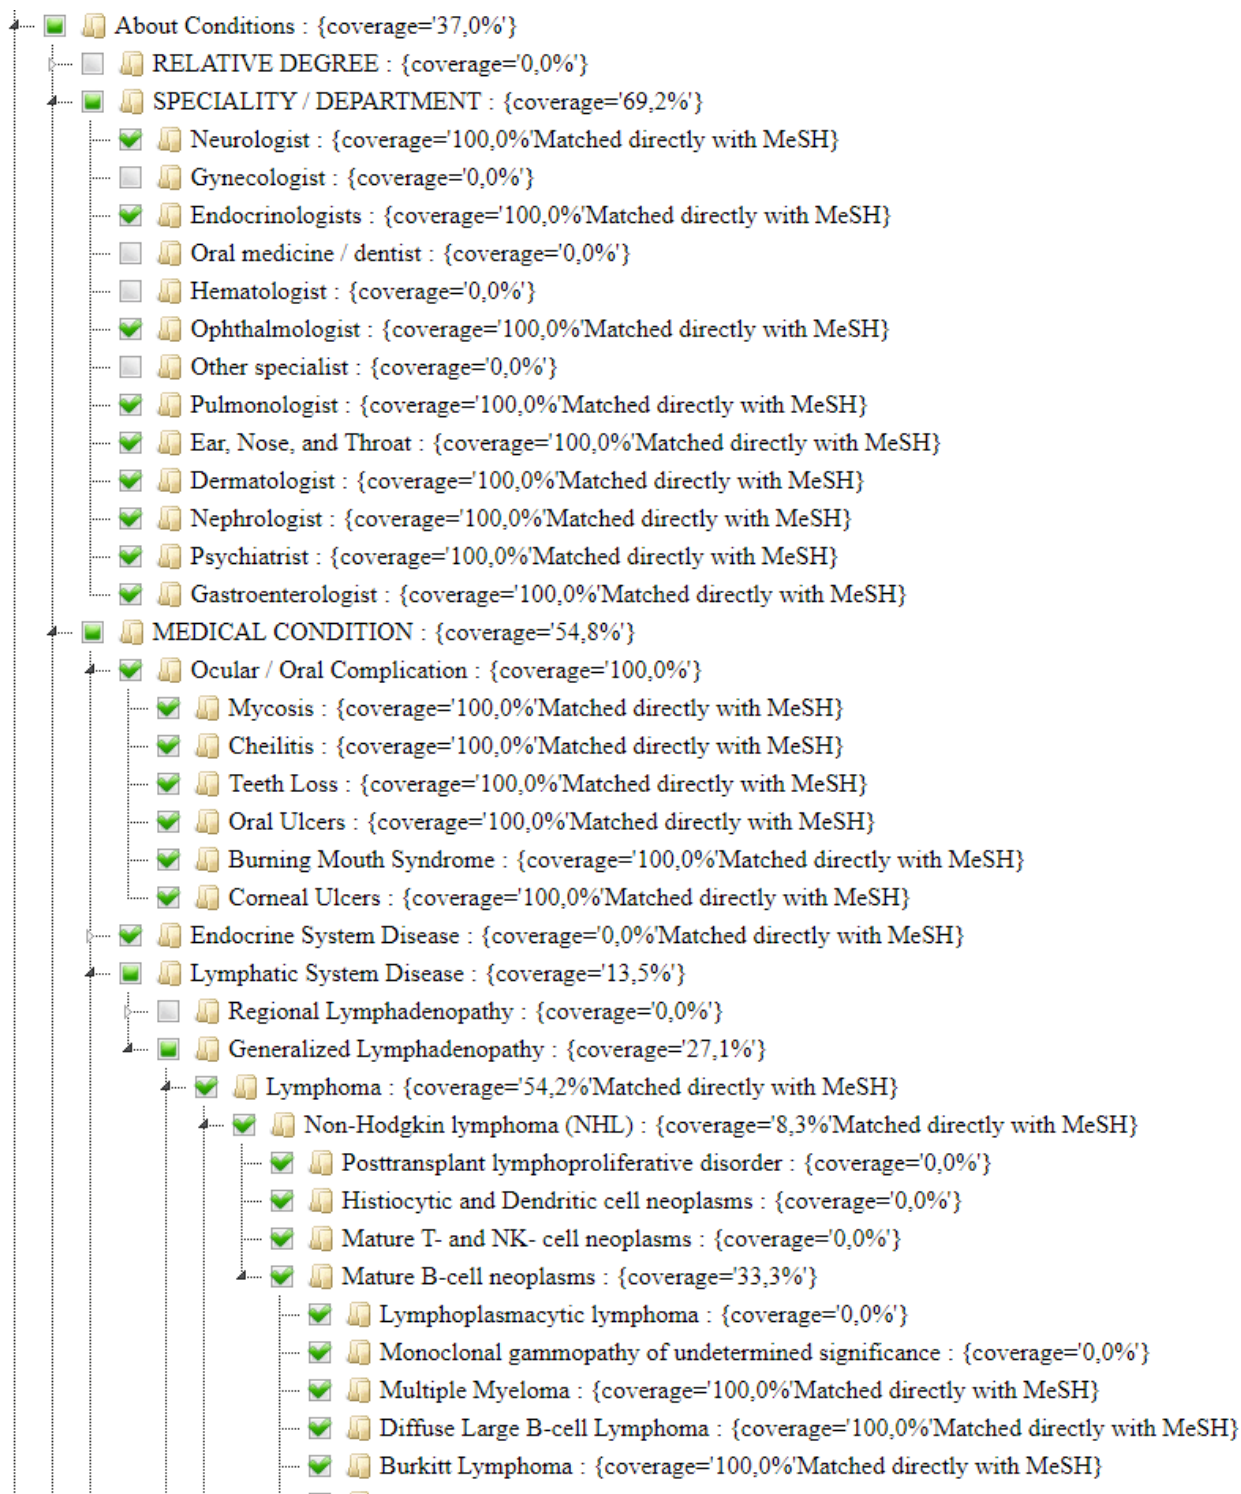 About Conditions : {coverage='37,0%'}
RELATIVE DEGREE : {coverage='0,0%'}
SPECIALITY / DEPARTMENT : {coverage='69,2%'}
Neurologist : {coverage='100,0%'Matched directly with MeSH}
Gynecologist : {coverage='0,0%'}
Endocrinologists : {coverage='100,0%'Matched directly with MeSH}
Oral medicine / dentist : {coverage='0,0%'}
Hematologist : {coverage='0,0%'}
Ophthalmologist : {coverage='100,0%'Matched directly with MeSH}
Other specialist : {coverage='0,0%'}
Pulmonologist : {coverage='100,0%'Matched directly with MeSH}
Ear, Nose, and Throat : {coverage='100,0%'Matched directly with MeSH}
Dermatologist : {coverage='100,0%'Matched directly with MeSH}
Nephrologist : {coverage='100,0%'Matched directly with MeSH}
Psychiatrist : {coverage='100,0%'Matched directly with MeSH}
Gastroenterologist : {coverage='100,0%'Matched directly with MeSH}
MEDICAL CONDITION : {coverage='54,8%'}
Ocular / Oral Complication : {coverage='100,0%'}
Mycosis : {coverage='100,0%'Matched directly with MeSH}
Cheilitis : {coverage='100,0%'Matched directly with MeSH}
Teeth Loss : {coverage='100,0%'Matched directly with MeSH}
Oral Ulcers : {coverage='100,0%'Matched directly with MeSH}
Burning Mouth Syndrome : {coverage='100,0%'Matched directly with MeSH}
Corneal Ulcers : {coverage='100,0%'Matched directly with MeSH}
Endocrine System Disease : {coverage='0,0%'Matched directly with MeSH}
Lymphatic System Disease : {coverage='13,5%'}
Regional Lymphadenopathy : {coverage='0,0%'}
Generalized Lymphadenopathy : {coverage='27,1%'}
Lymphoma : {coverage='54,2%'Matched directly with MeSH}
Non-Hodgkin lymphoma (NHL) : {coverage='8,3%'Matched directly with MeSH}
Posttransplant lymphoproliferative disorder : {coverage='0,0%'}
Histiocytic and Dendritic cell neoplasms : {coverage='0,0%'}
Mature T- and NK- cell neoplasms : {coverage='0,0%'}
Mature B-cell neoplasms : {coverage='33,3%'}
Lymphoplasmacytic lymphoma : {coverage='0,0%'}
Monoclonal gammopathy of undetermined significance : {coverage='0,0%'}
Multiple Myeloma : {coverage='100,0%'Matched directly with MeSH}
Diffuse Large B-cell Lymphoma : {coverage='100,0%'Matched directly with MeSH}
Burkitt Lymphoma : {coverage='100,0%'Matched directly with MeSH}